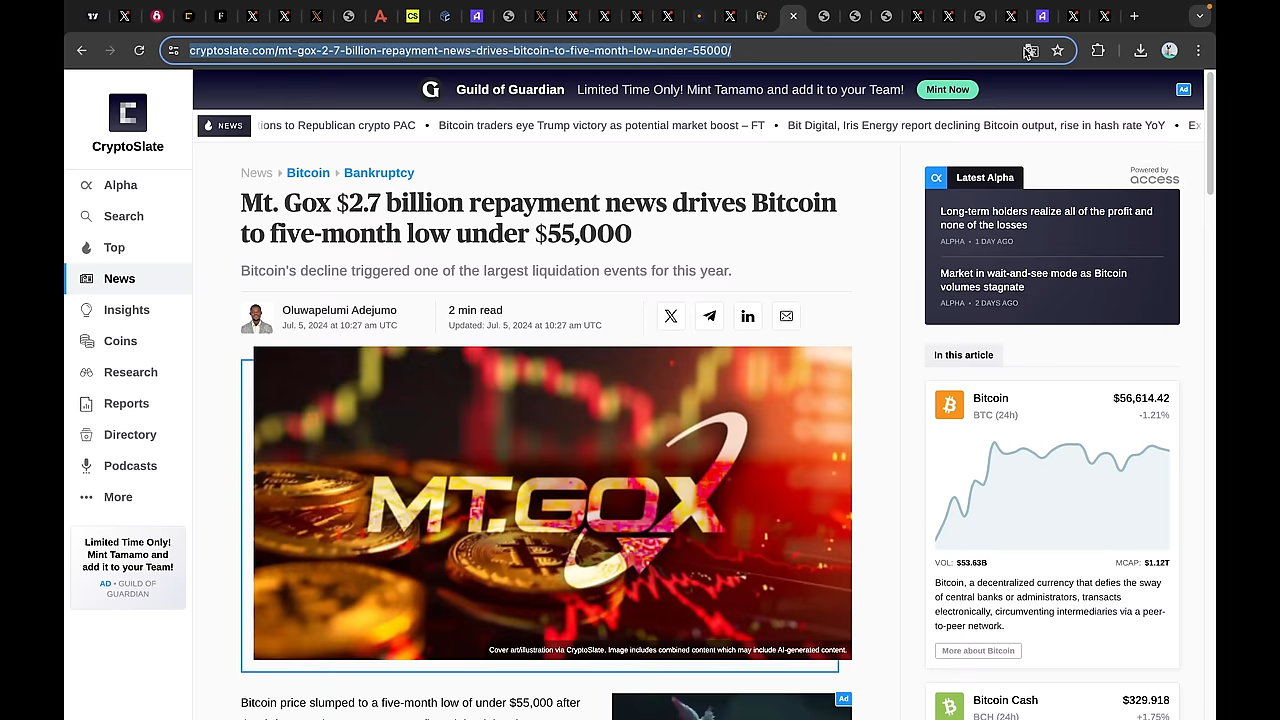 cryptoslate.com/mt-gox-2-7-billion-repayment-news-drives-bitcoin-to-five-month-low-under-55000/
Guild of Guardian Limited Time Only! Mint Tamamo and add it to your Team! Mint Now
Ad
CryptoSlate
NEWS
tions to Republican crypto PAC • Bitcoin traders eye Trump victory as potential market boost – FT • Bit Digital, Iris Energy report declining Bitcoin output, rise in hash rate YoY • Ex
Alpha
Search
Top
News
Insights
Coins
Research
Reports
Directory
Podcasts
More
Limited Time Only!
Mint Tamamo and
add it to your Team!
AD • GUILD OF
GUARDIAN
News Bitcoin Bankruptcy
Mt. Gox $2.7 billion repayment news drives Bitcoin
to five-month low under $55,000
Bitcoin's decline triggered one of the largest liquidation events for this year.
Oluwapelumi Adejumo
Jul. 5, 2024 at 10:27 am UTC
2 min read
Updated: Jul. 5, 2024 at 10:27 am UTC
MT.GOX
Cover art/illustration via CryptoSlate. Image includes combined content which may include AI-generated content.
Bitcoin price slumped to a five-month low of under $55,000 after
Ad
Latest Alpha
Powered by
access
Long-term holders realize all of the profit and
none of the losses
ALPHA • 1 DAY AGO
Market in wait-and-see mode as Bitcoin
volumes stagnate
ALPHA • 2 DAYS AGO
In this article
Bitcoin $56,614.42
BTC (24h) -1.21%
VOL: $53.63B MCAP: $1.12T
Bitcoin, a decentralized currency that defies the sway
of central banks or administrators, transacts
electronically, circumventing intermediaries via a peer-
to-peer network.
More about Bitcoin
Bitcoin Cash $329.918
BCH (24h) +1.75%